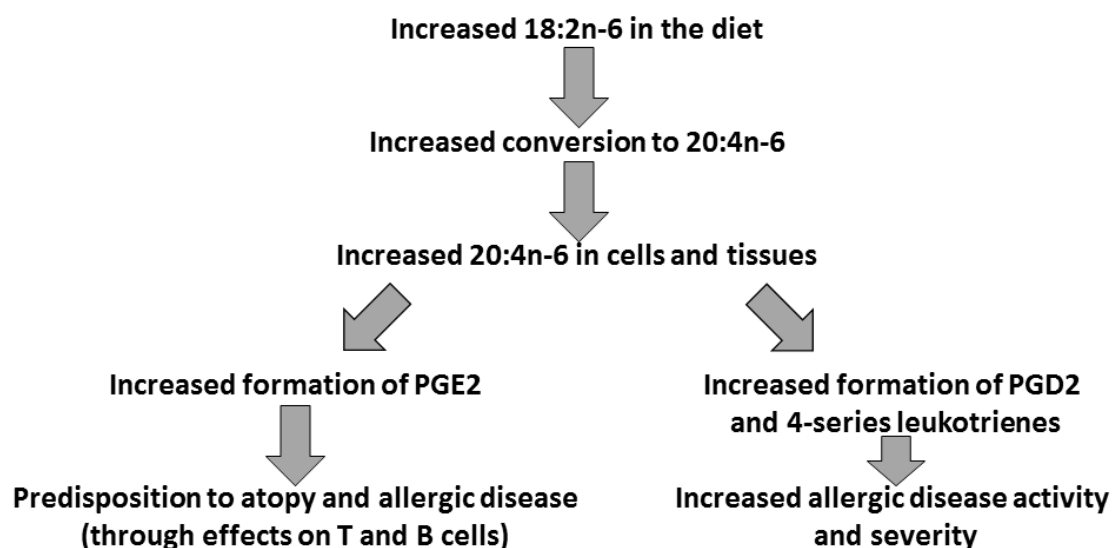 Increased 18:2n-6 in the diet
Increased conversion to 20:4n-6
Increased 20:4n-6 in cells and tissues
Increased formation of PGE2
Predisposition to atopy and allergic disease
(through effects on T and B cells)
Increased formation of PGD2
and 4-series leukotrienes
Increased allergic disease activity
and severity